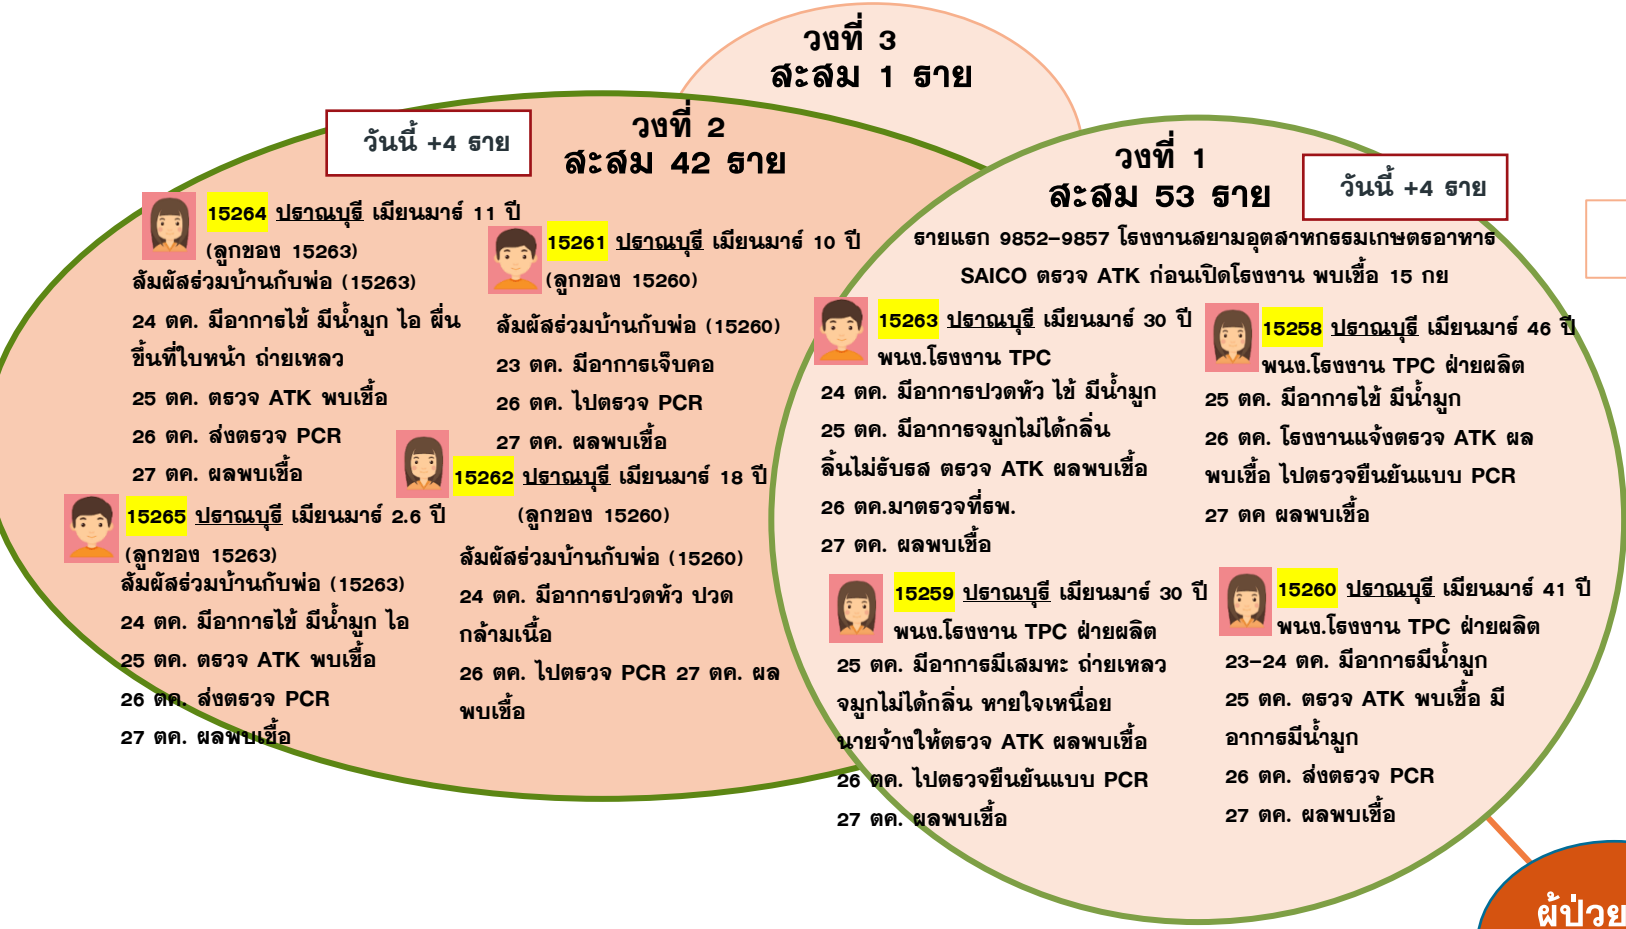 วงที่ 3
สะสม 1 ราย
วันนี้ +4 ราย
วงที่ 2
สะสม 42 ราย
15264 ปราณบุรี เมียนมาร์ 11 ปี
(ลูกของ 15263)
สัมผัสร่วมบ้านกับพ่อ (15263)
24 ตค. มีอาการไข้ มีน้ำมูก ไอ ผื่น
ขึ้นที่ใบหน้า ถ่ายเหลว
25 ตค. ตรวจ ATK พบเชื้อ
26 ตค. ส่งตรวจ PCR
27 ตค. ผลพบเชื้อ
15265 ปราณบุรี เมียนมาร์ 2.6 ปี
(ลูกของ 15263)
สัมผัสร่วมบ้านกับพ่อ (15263)
24 ตค. มีอาการไข้ มีน้ำมูก ไอ
25 ตค. ตรวจ ATK พบเชื้อ
26 ตค. ส่งตรวจ PCR
27 ตค. ผลพบเชื้อ
15261 ปราณบุรี เมียนมาร์ 10 ปี
(ลูกของ 15260)
สัมผัสร่วมบ้านกับพ่อ (15260)
23 ตค. มีอาการเจ็บคอ
26 ตค. ไปตรวจ PCR
27 ตค. ผลพบเชื้อ
15262 ปราณบุรี เมียนมาร์ 18 ปี
(ลูกของ 15260)
สัมผัสร่วมบ้านกับพ่อ (15260)
24 ตค. มีอาการปวดหัว ปวด
กล้ามเนื้อ
26 ตค. ไปตรวจ PCR 27 ตค. ผล
พบเชื้อ
วงที่ 1
สะสม 53 ราย
วันนี้ +4 ราย
รายแรก 9852-9857 โรงงานสยามอุตสาหกรรมเกษตรอาหาร
SAICO ตรวจ ATK ก่อนเปิดโรงงาน พบเชื้อ 15 กย
15263 ปราณบุรี เมียนมาร์ 30 ปี
พนง.โรงงาน TPC
24 ตค. มีอาการปวดหัว ไข้ มีน้ำมูก
25 ตค. มีอาการจมูกไม่ได้กลิ่น
ลิ้นไม่รับรส ตรวจ ATK ผลพบเชื้อ
26 ตค.มาตรวจที่รพ.
27 ตค. ผลพบเชื้อ
15258 ปราณบุรี เมียนมาร์ 46 ปี
พนง.โรงงาน TPC ฝ่ายผลิต
25 ตค. มีอาการไข้ มีน้ำมูก
26 ตค. โรงงานแจ้งตรวจ ATK ผล
พบเชื้อ ไปตรวจยืนยันแบบ PCR
27 ตค ผลพบเชื้อ
15259 ปราณบุรี เมียนมาร์ 30 ปี
พนง.โรงงาน TPC ฝ่ายผลิต
25 ตค. มีอาการมีเสมหะ ถ่ายเหลว
จมูกไม่ได้กลิ่น หายใจเหนื่อย
นายจ้างให้ตรวจ ATK ผลพบเชื้อ
26 ตค. ไปตรวจยืนยันแบบ PCR
27 ตค. ผลพบเชื้อ
15260 ปราณบุรี เมียนมาร์ 41 ปี
พนง.โรงงาน TPC ฝ่ายผลิต
23-24 ตค. มีอาการมีน้ำมูก
25 ตค. ตรวจ ATK พบเชื้อ มี
อาการมีน้ำมูก
26 ตค. ส่งตรวจ PCR
27 ตค. ผลพบเชื้อ
ผู้ป่วย